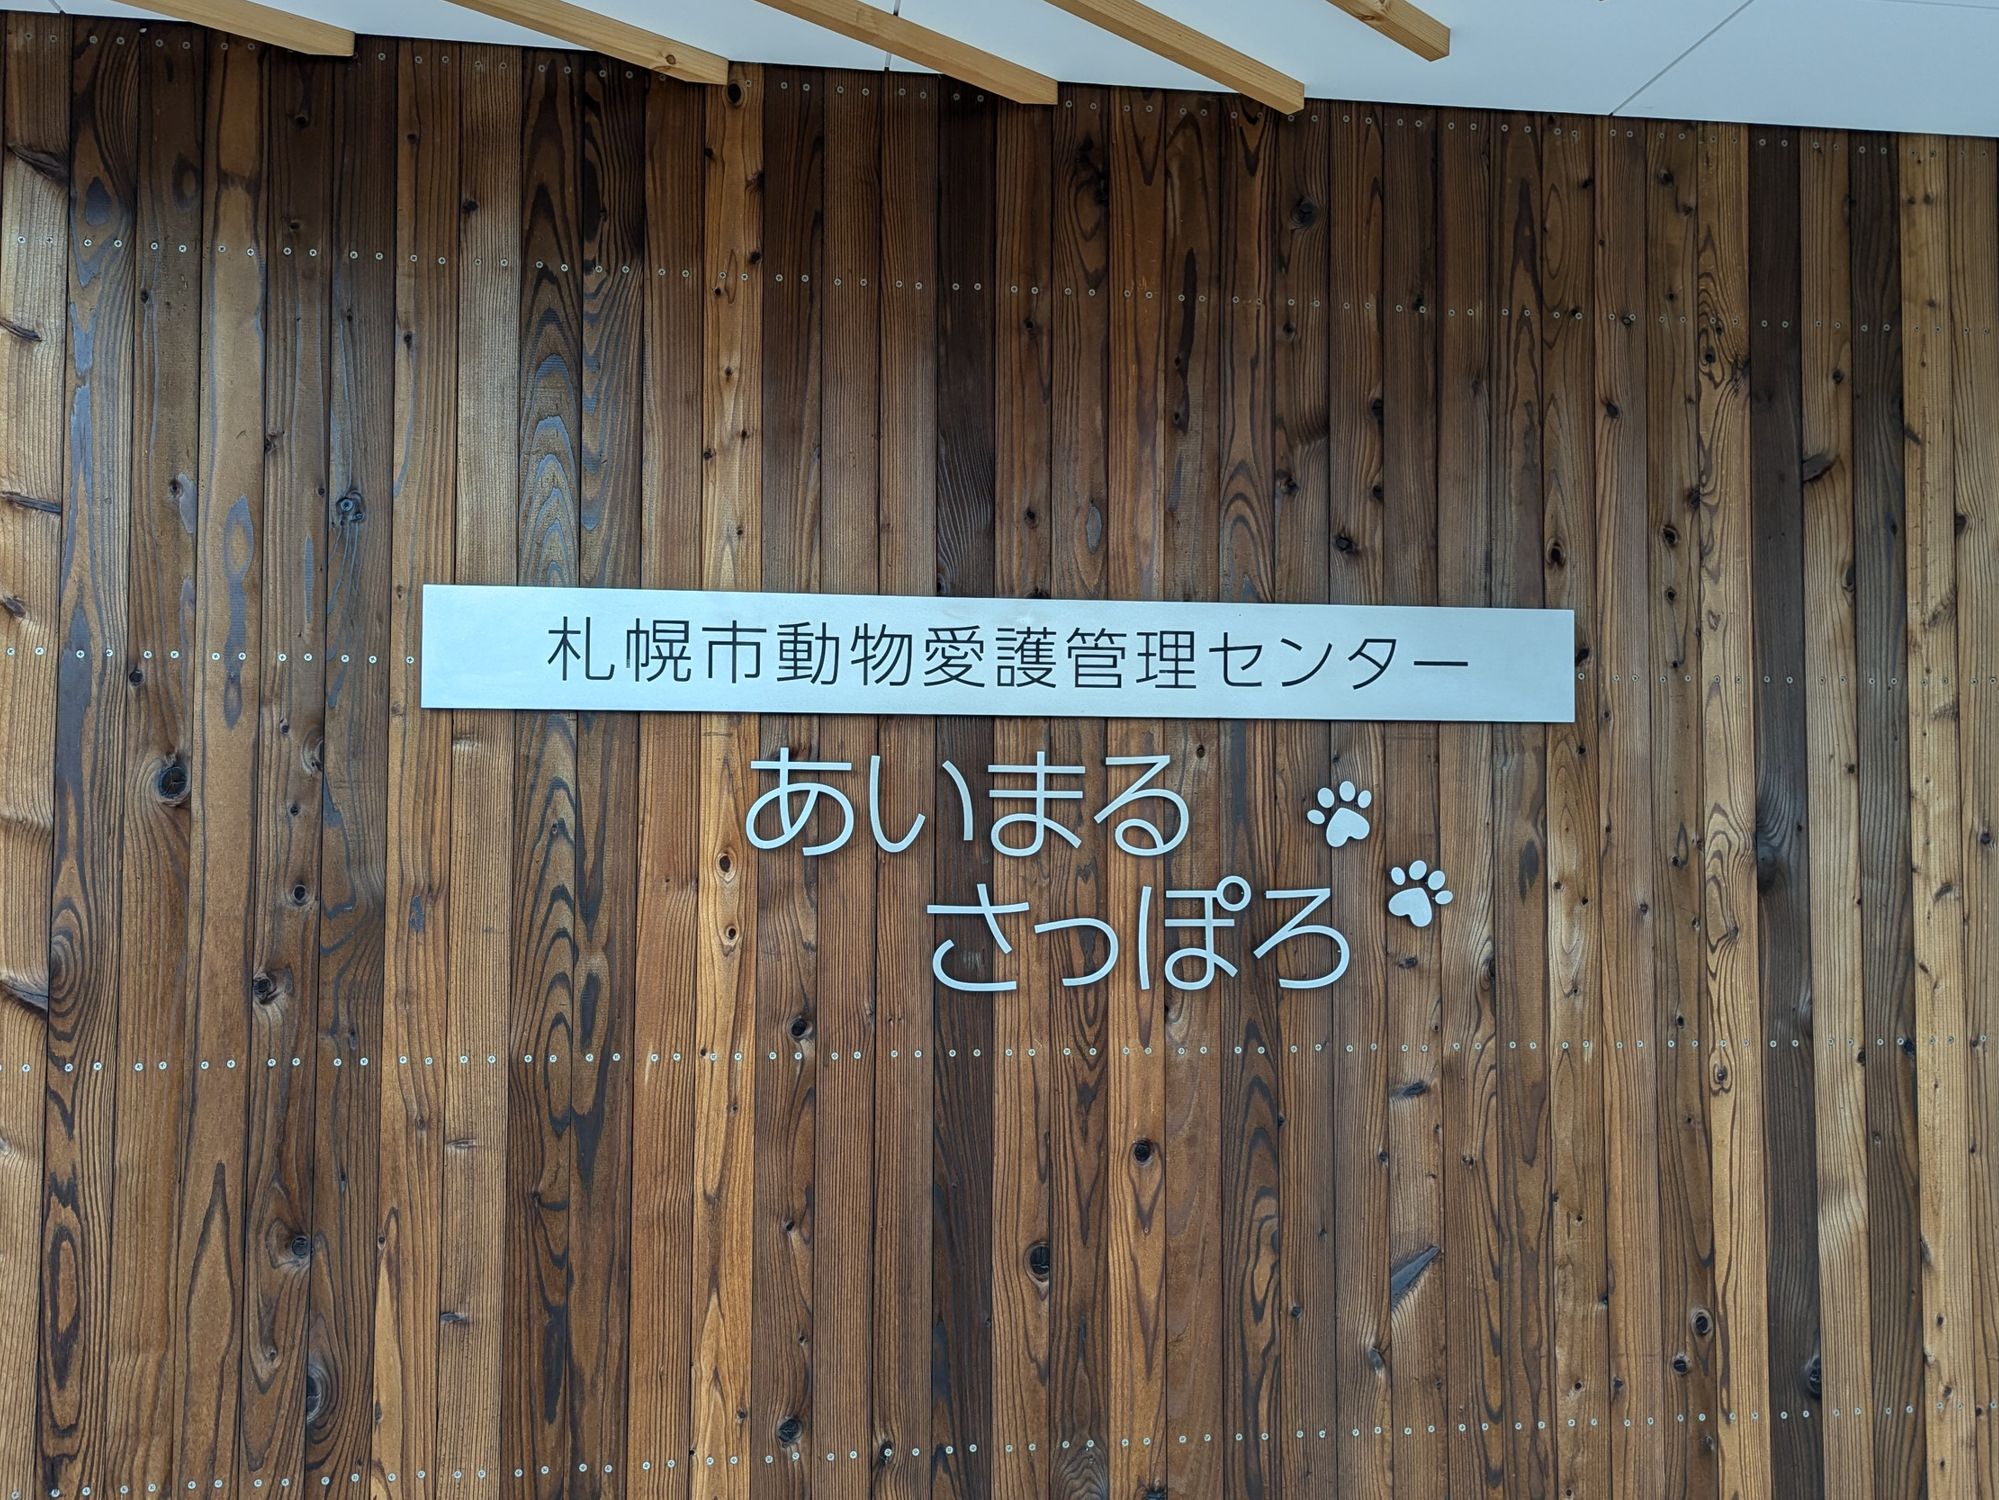 札幌市動物愛護管理センター
あいまる
さっぽろ